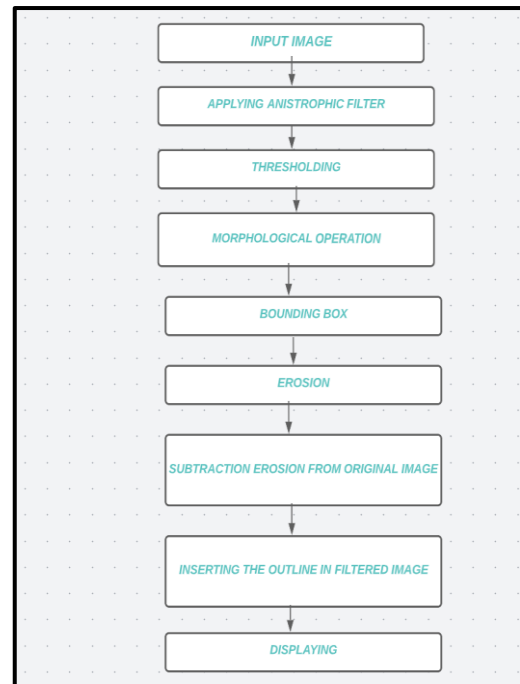 INPUT IMAGE
APPLYING ANISTROPHIC FILTER
THRESHOLDING
MORPHOLOGICAL OPERATION
BOUNDING BOX
EROSION
SUBTRACTION EROSION FROM ORIGINAL IMAGE
INSERTING THE OUTLINE IN FILTERED IMAGE
DISPLAYING